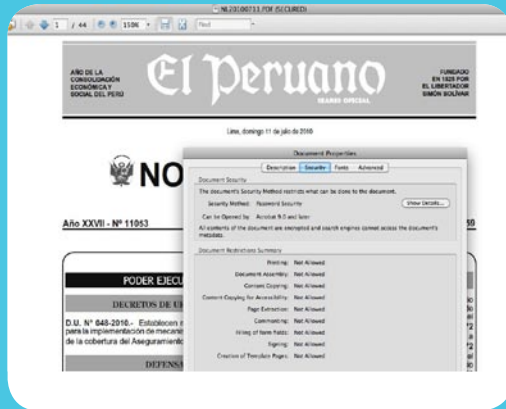 NL20100711.PDF (SECURED)
1 / 44 150% Find
AÑO DE LA
CONSOLIDACIÓN
ECONÓMICA Y
SOCIAL DEL PERÚ
El Peruano
DIARIO OFICIAL
FUNDADO
EN 1825 POR
EL LIBERTADOR
SIMÓN BOLÍVAR
Lima, domingo 11 de julio de 2010
NO
Año XXVII - Nº 11053
Document Properties
Description Security Fonts Advanced
Document Security
The document's Security Method restricts what can be done to the document.
Security Method: Password Security
Show Details...
Can be Opened by: Acrobat 9.0 and later
All contents of the document are encrypted and search engines cannot access the document's
metadata.
Document Restrictions Summary
Printing: Not Allowed
Document Assembly: Not Allowed
Content Copying: Not Allowed
Content Copying for Accessibility: Not Allowed
Page Extraction: Not Allowed
Commenting: Not Allowed
Filling of form fields: Not Allowed
Signing: Not Allowed
Creation of Template Pages: Not Allowed
PODER EJECU
DECRETOS DE U
D.U. Nº 048-2010.- Establecen
para la implementación de mecani
de la cobertura del Aseguramiento
DEFENSA